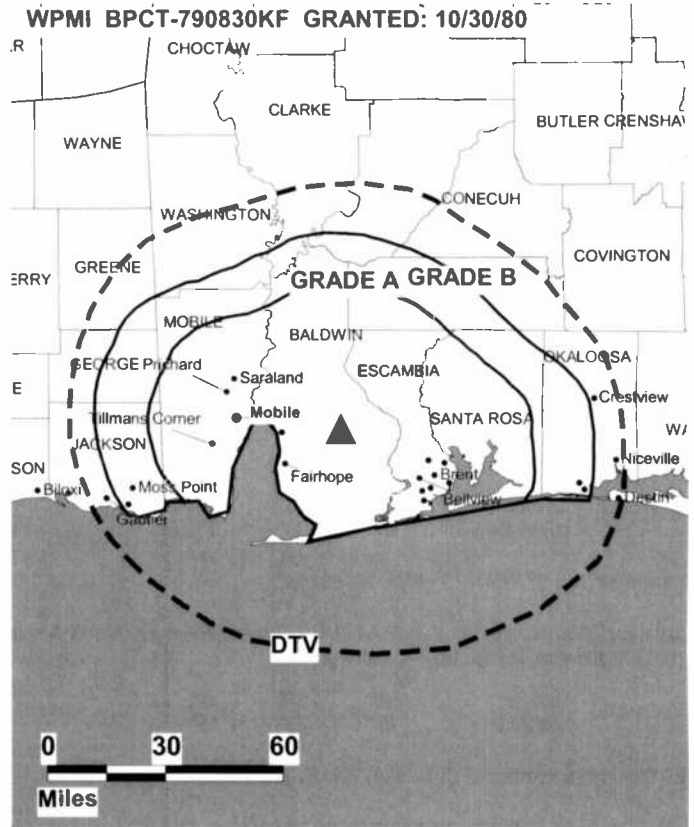 WPMI BPCT-790830KF GRANTED: 10/30/80
.R
CHOCTAW
CLARKE
BUTLER CRENSHAW
WAYNE
WASHINGTON
CONECUH
COVINGTON
GREENE
ERRY
GRADE A GRADE B
MOBILE
BALDWIN
GEORGE Prichard
OKALOOSA
ESCAMBIA
Saraland
E
Crestview
Mobile
Tillmans Corner
SANTA ROSA
WA
JACKSON
SON
Niceville
Brent
Fairhope
Biloxi
Moss Point
Bellview
Destin
Gautier
DTV
0 30 60
Miles